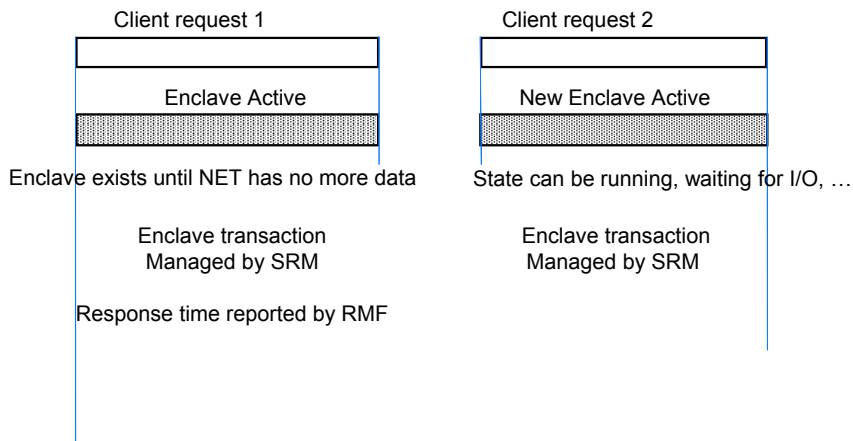 Client request 1
Client request 2
Enclave Active
New Enclave Active
Enclave exists until NET has no more data
State can be running, waiting for I/O, …
Enclave transaction
Managed by SRM
Enclave transaction
Managed by SRM
Response time reported by RMF